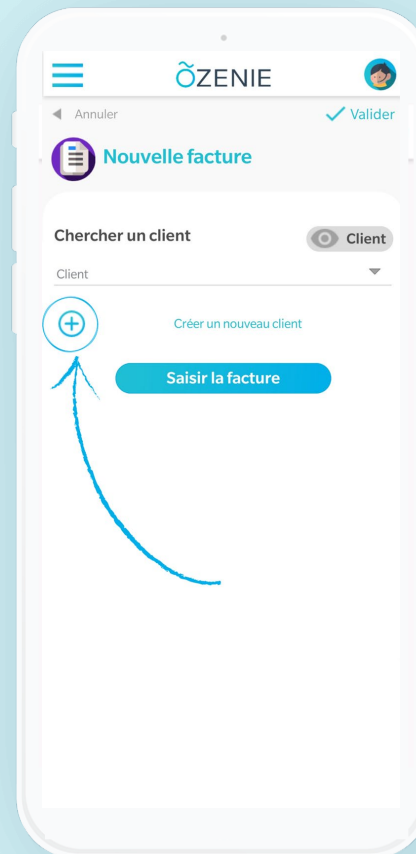 ÕZENIE
Annuler
Valider
Nouvelle facture
Chercher un client
Client
Client
Créer un nouveau client
Saisir la facture